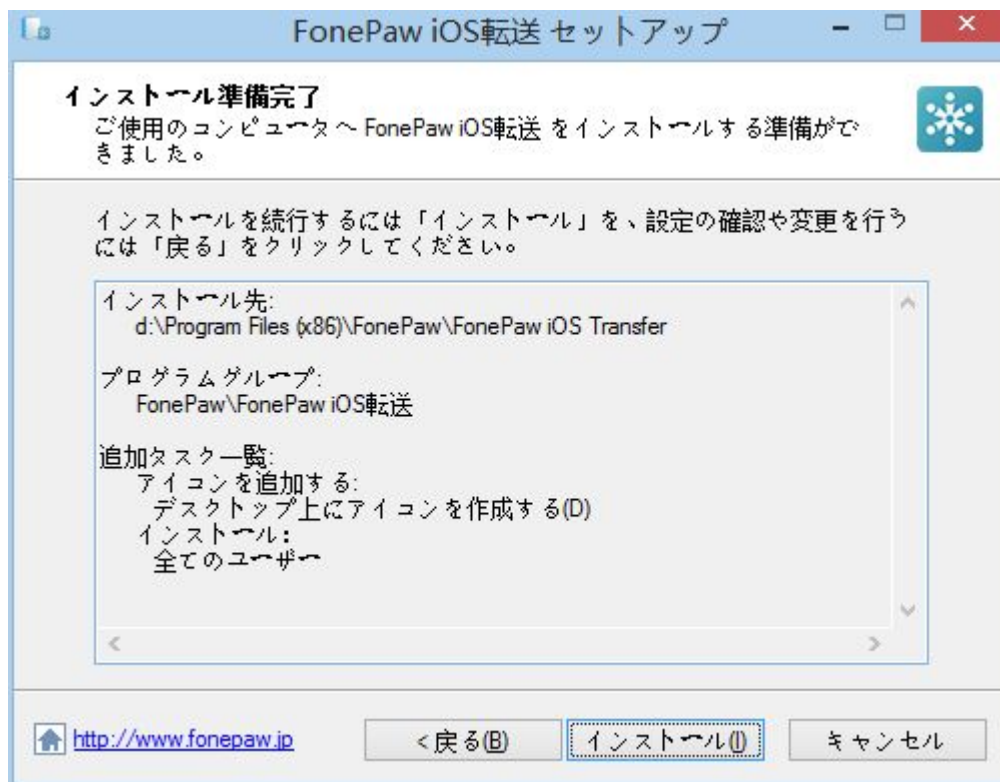 FonePaw iOS転送 セットアップ
インストール準備完了
ご使用のコンピュータへ FonePaw iOS転送 をインストールする準備がで
きました。
インストールを続行するには「インストール」を、設定の確認や変更を行う
には「戻る」をクリックしてください。
インストール先:
d:\Program Files (x86)\FonePaw\FonePaw iOS Transfer
プログラムグループ:
FonePaw\FonePaw iOS転送
追加タスク一覧:
アイコンを追加する:
デスクトップ上にアイコンを作成する(D)
インストール：
全てのユーザー
http://www.fonepaw.jp
<戻る(B)
インストール(I)
キャンセル